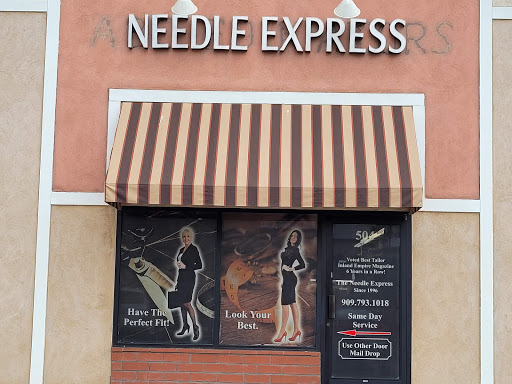 NEEDLE EXPRESS
Voted Best Tailor
Inland Empire Magazine
6 Years in a Row!
The Needle Express
Since 1996
909.793.1018
Same Day
Service
Have The
Perfect Fit!
Look Your
Best.
Use Other Door
Mail Drop